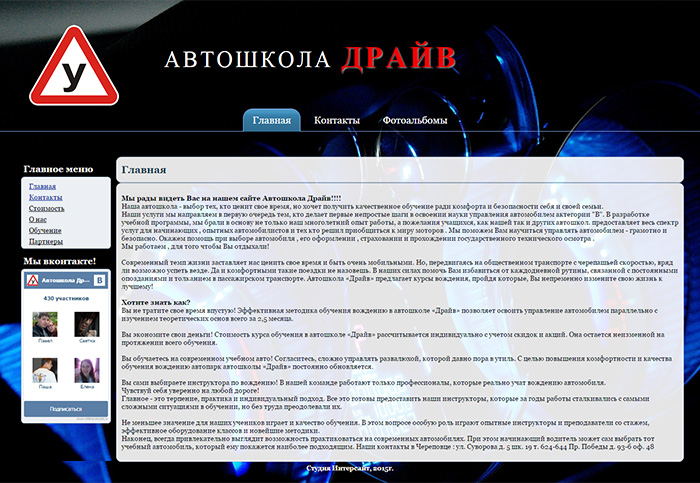 У
АВТОШКОЛА ДРАЙВ
Главная Контакты Фотоальбомы
Главное меню
Главная
Контакты
Стоимость
О нас
Обучение
Партнеры
Мы вконтакте!
Автошкола Др... В
430 участников
Павел Светка
Паша Елена
Подписаться
Главная
Мы рады видеть Вас на нашем сайте Автошкола Драйв!!!!
Наша автошкола - выбор тех, кто ценит свое время, но хочет получить качественное обучение ради комфорта и безопасности себя и своей семьи.
Наши услуги мы направляем в первую очередь тем, кто делает первые непростые шаги в освоении науки управления автомобилем категории "В". В разработке
учебной программы, мы брали в основу не только наш многолетний опыт работы, а пожелания учащихся, как нашей так и других автошкол. предоставляет весь спектр
услуг для начинающих , опытных автомобилистов и тех кто решил приобщиться к миру моторов . Мы поможем Вам научиться управлять автомобилем - грамотно и
безопасно. Окажем помощь при выборе автомобиля , его оформлении , страховании и прохождении государственного технического осмотра .
Мы работаем , для того чтобы Вы отдыхали!
Современный темп жизни заставляет нас ценить свое время и быть очень мобильными. Но, передвигаясь на общественном транспорте с черепашьей скоростью, вряд
ли возможно успеть везде. Да и комфортными такие поездки не назовешь. В наших силах помочь Вам избавиться от каждодневной рутины, связанной с постоянными
опозданиями и толканием в пассажирском транспорте. Автошкола «Драйв» предлагает курсы вождения, пройдя которые, Вы непременно измените свою жизнь к
лучшему!
Хотите знать как?
Вы не тратите свое время впустую! Эффективная методика обучения вождению в автошколе «Драйв» позволяет освоить управление автомобилем параллельно с
изучением теоретических основ всего за 2,5 месяца.
Вы экономите свои деньги! Стоимость курса обучения в автошколе «Драйв» рассчитывается индивидуально с учетом скидок и акций. Она остается неизменной на
протяжении всего обучения.
Вы обучаетесь на современном учебном авто! Согласитесь, сложно управлять развалюхой, которой давно пора в утиль. С целью повышения комфортности и качества
обучения вождению автопарк автошколы «Драйв» постоянно обновляется.
Вы сами выбираете инструктора по вождению! В нашей команде работают только профессионалы, которые реально учат вождению автомобиля.
Чувствуй себя уверенно на любой дороге!
Главное - это терпение, практика и индивидуальный подход. Все это готовы предоставить наши инструкторы, которые за годы работы сталкивались с самыми
сложными ситуациями в обучении, но без труда преодолевали их.
Не меньшее значение для наших учеников играет и качество обучения. В этом вопросе особую роль играют опытные инструкторы и преподаватели со стажем,
эффективное оборудование классов и новейшие методики.
Наконец, всегда привлекательно выглядит возможность практиковаться на современных автомобилях. При этом начинающий водитель может сам выбрать тот
учебный автомобиль, который ему покажется наиболее подходящим. Наши контакты в Череповце : ул. Суворова д. 5 шк. 19 т. 624-644 Пр. Победы д. 93-6 оф. 48
Студия Интерсайт, 2015г.